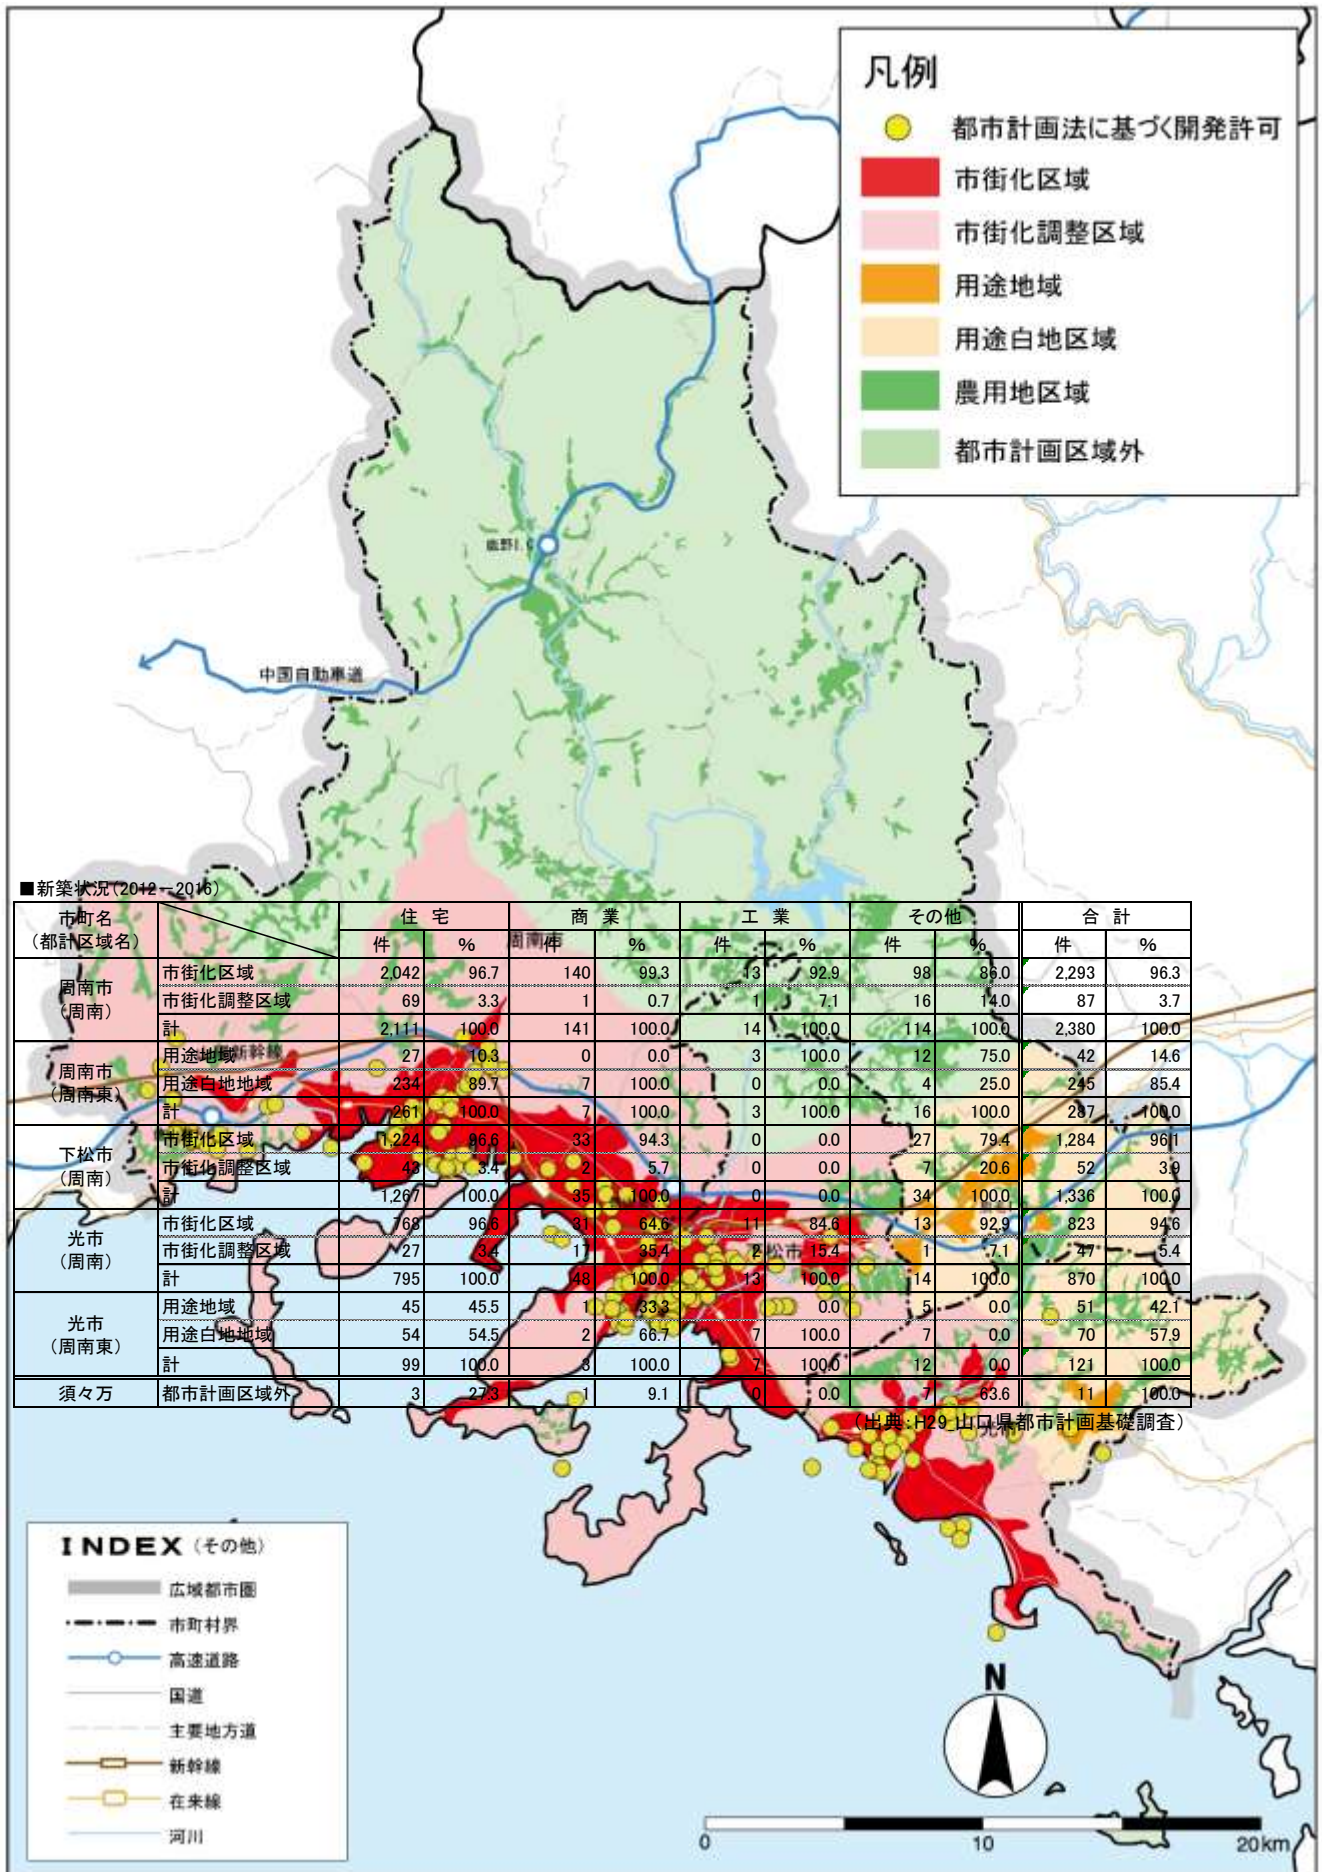 凡例
都市計画法に基づく開発許可
市街化区域
市街化調整区域
用途地域
用途白地区域
農用地区域
都市計画区域外
鹿野I.C
中国自動車道
■新築状況(2012－2016)
市町名 住 宅 商 業 工 業 その他 合 計
(都計区域名) 件 % 件 % 件 % 件 % 件 %
周南市
周南市 市街化区域 2,042 96.7 140 99.3 13 92.9 98 86.0 2,293 96.3
(周南) 市街化調整区域 69 3.3 1 0.7 1 7.1 16 14.0 87 3.7
計 2,111 100.0 141 100.0 14 100.0 114 100.0 2,380 100.0
周南市 用途地域 27 10.3 0 0.0 3 100.0 12 75.0 42 14.6
新幹線
(周南東) 用途白地地域 234 89.7 7 100.0 0 0.0 4 25.0 245 85.4
計 261 100.0 7 100.0 3 100.0 16 100.0 287 100.0
下松市 市街化区域 1,224 96.6 33 94.3 0 0.0 27 79.4 1,284 96.1
(周南) 市街化調整区域 43 3.4 2 5.7 0 0.0 7 20.6 52 3.9
計 1,267 100.0 35 100.0 0 0.0 34 100.0 1,336 100.0
光市 市街化区域 768 96.6 31 64.6 11 84.6 13 92.9 823 94.6
(周南) 市街化調整区域 27 3.4 17 35.4 2 15.4 1 7.1 47 5.4
松市
計 795 100.0 48 100.0 13 100.0 14 100.0 870 100.0
光市 用途地域 45 45.5 1 33.3 0.0 5 0.0 51 42.1
(周南東) 用途白地地域 54 54.5 2 66.7 7 100.0 7 0.0 70 57.9
計 99 100.0 3 100.0 7 100.0 12 0.0 121 100.0
須々万 都市計画区域外 3 27.3 1 9.1 0 0.0 7 63.6 11 100.0
(出典:H29 山口県都市計画基礎調査)
光市
INDEX (その他)
広域都市圏
市町村界
高速道路
国道
主要地方道
新幹線
在来線
河川
N
0 10 20km